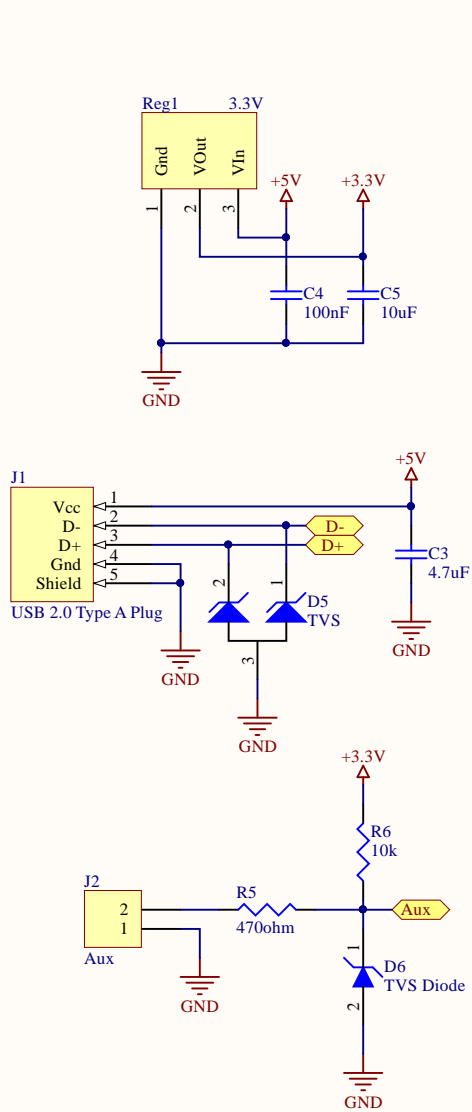 Reg1 3.3V
Gnd VOut VIn
1 2 3
+5V +3.3V
C4 C5
100nF 10uF
GND
J1
+5V
Vcc 1
D- 2 D-
D+ 3 D+
Gnd 4
Shield 5
C3
4.7uF
USB 2.0 Type A Plug
2 1
D5
TVS
3
GND
GND
GND
+3.3V
R6
10k
J2
2
1
Aux
R5
470ohm
Aux
1
D6
TVS Diode
2
GND
GND